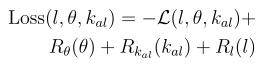 Loss(l, θ, k_{al}) = −ℒ(l, θ, k_{al})+
R_θ(θ) + R_{k_{al}}(k_{al}) + R_l(l)